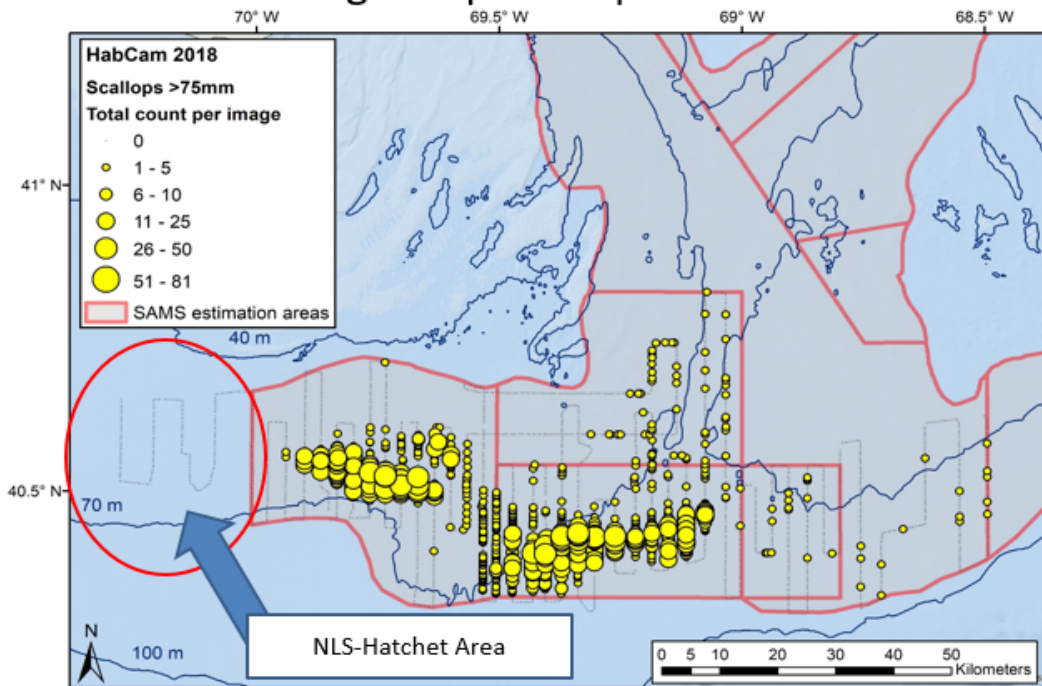 70° W 69.5° W 69° W 68.5° W
HabCam 2018
Scallops >75mm
Total count per image
0
1 - 5
6 - 10
11 - 25
26 - 50
51 - 81
SAMS estimation areas
41° N
40 m
40.5° N
70 m
NLS-Hatchet Area
N
100 m
0 5 10 20 30 40 50
Kilometers